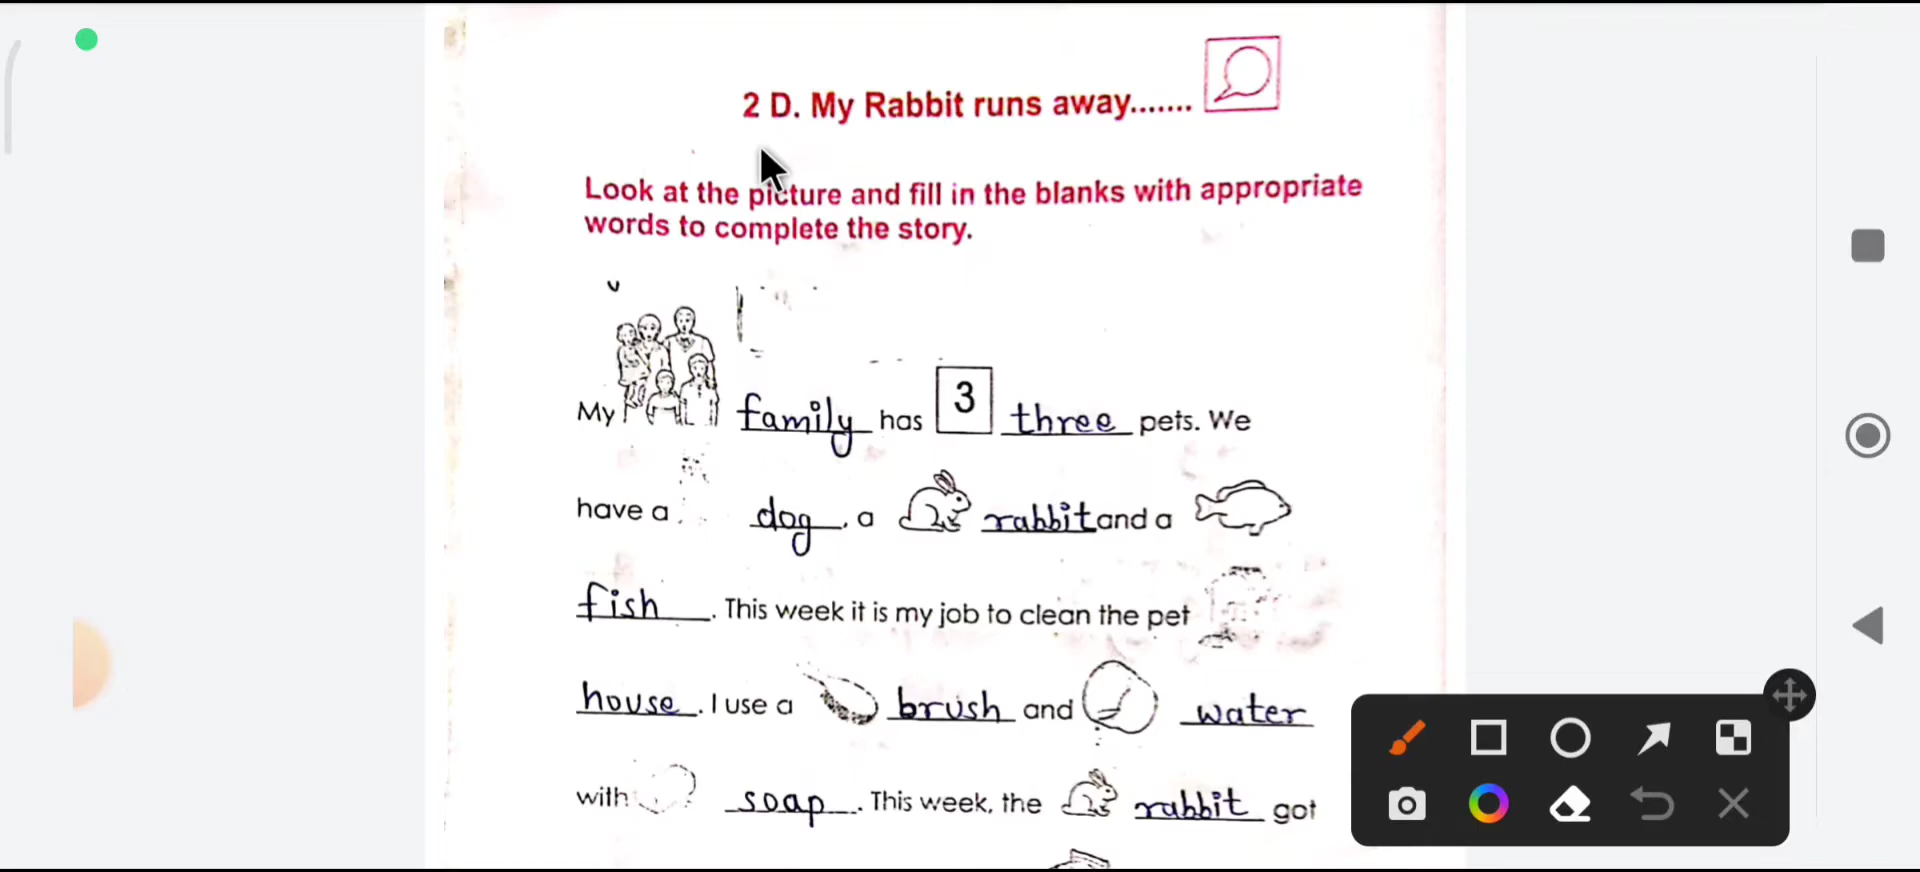 2 D. My Rabbit runs away.......
Look at the picture and fill in the blanks with appropriate
words to complete the story.
My family has 3 three pets. We
have a dog, a rabbit and a
fish. This week it is my job to clean the pet
house. I use a brush and water
with soap. This week, the rabbit got